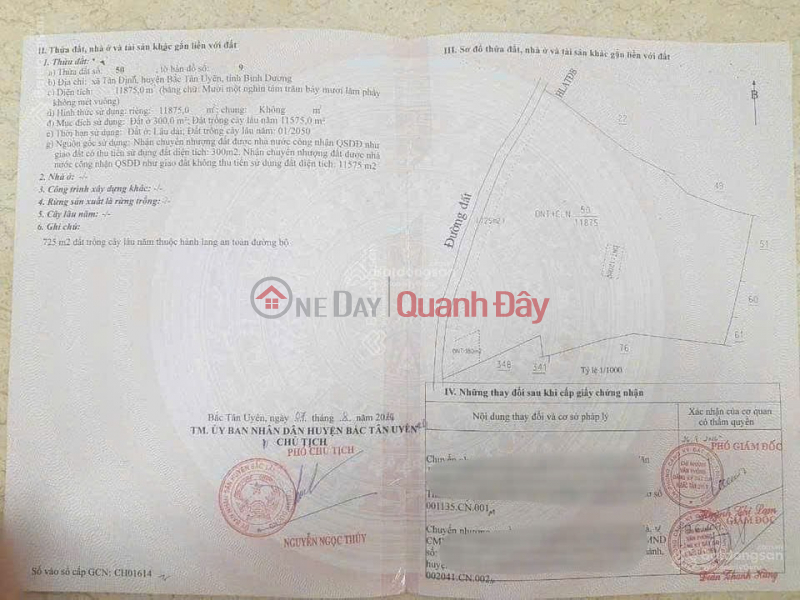 II. Thửa đất, nhà ở và tài sản khác gắn liền với đất
1. Thửa đất:
a) Thửa đất số: 50, tờ bản đồ số: 9
b) Địa chỉ: xã Tân Định, huyện Bắc Tân Uyên, tỉnh Bình Dương
c) Diện tích: 11875,0 m², (bằng chữ: Mười một nghìn tám trăm bảy mươi lăm phẩy
không mét vuông)
d) Hình thức sử dụng: riêng: 11875,0 m²; chung: Không m²
đ) Mục đích sử dụng: Đất ở 300,0 m²; Đất trồng cây lâu năm 11575,0 m²
e) Thời hạn sử dụng: Đất ở: Lâu dài; Đất trồng cây lâu năm: 01/2050
g) Nguồn gốc sử dụng: Nhận chuyển nhượng đất được nhà nước công nhận QSDĐ như
giao đất có thu tiền sử dụng đất diện tích: 300m2. Nhận chuyển nhượng đất được nhà
nước công nhận QSDĐ như giao đất không thu tiền sử dụng đất diện tích: 11575 m2
2. Nhà ở: -/-
3. Công trình xây dựng khác: -/-
4. Rừng sản xuất là rừng trồng: -/-
5. Cây lâu năm: -/-
6. Ghi chú:
725 m2 đất trồng cây lâu năm thuộc hành lang an toàn đường bộ
Bắc Tân Uyên, ngày tháng 8 năm
TM. ỦY BAN NHÂN DÂN HUYỆN BẮC TÂN UYÊN
CHỦ TỊCH
PHÓ CHỦ TỊCH
NGUYỄN NGỌC THÚY
Số vào sổ cấp GCN: CH01614
III. Sơ đồ thửa đất, nhà ở và tài sản khác gắn liền với đất
HLATĐB
B
22
49
Đường đất
50
ONT+CLN
11875
51
60
61
76
348
341
Tỷ lệ 1/1000
ONE DAY Quanh Đây
IV. Những thay đổi sau khi cấp giấy chứng nhận
Nội dung thay đổi và cơ sở pháp lý
Xác nhận của cơ quan
có thẩm quyền
PHÓ GIÁM ĐỐC
001135.CN.001
GIÁM ĐỐC
Chuyển nhượng
số:
huyện
002041.CN.002
Đoàn Thanh Hùng